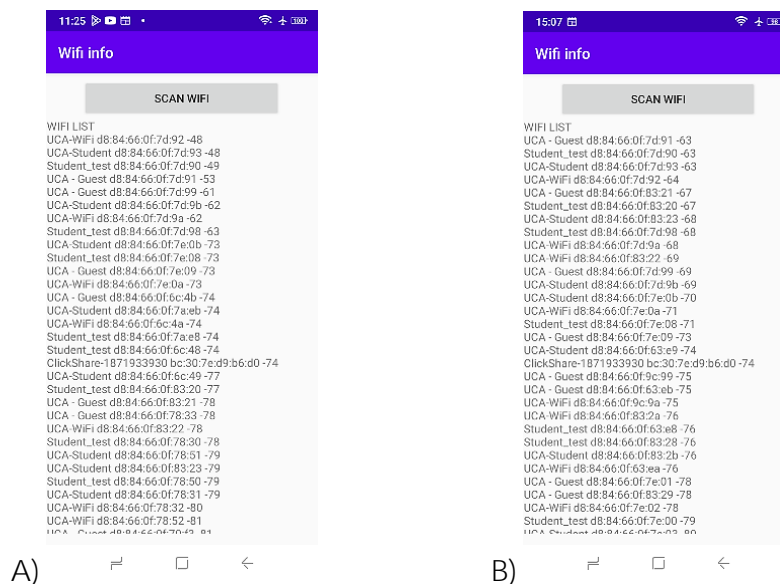 11:25
Wifi info
SCAN WIFI
WIFI LIST
UCA-WiFi d8:84:66:0f:7d:92 -48
UCA-Student d8:84:66:0f:7d:93 -48
Student_test d8:84:66:0f:7d:90 -49
UCA - Guest d8:84:66:0f:7d:91 -53
UCA - Guest d8:84:66:0f:7d:99 -61
UCA-Student d8:84:66:0f:7d:9b -62
UCA-WiFi d8:84:66:0f:7d:9a -62
Student_test d8:84:66:0f:7d:98 -63
UCA-Student d8:84:66:0f:7e:0b -73
Student_test d8:84:66:0f:7e:08 -73
UCA - Guest d8:84:66:0f:7e:09 -73
UCA-WiFi d8:84:66:0f:7e:0a -73
UCA - Guest d8:84:66:0f:6c:4b -74
UCA-Student d8:84:66:0f:7a:eb -74
UCA-WiFi d8:84:66:0f:6c:4a -74
Student_test d8:84:66:0f:7a:e8 -74
Student_test d8:84:66:0f:6c:48 -74
ClickShare-1871933930 bc:30:7e:d9:b6:d0 -74
UCA-Student d8:84:66:0f:6c:49 -77
Student_test d8:84:66:0f:83:20 -77
UCA - Guest d8:84:66:0f:83:21 -78
UCA - Guest d8:84:66:0f:78:33 -78
UCA-WiFi d8:84:66:0f:83:22 -78
Student_test d8:84:66:0f:78:30 -78
UCA-Student d8:84:66:0f:78:51 -79
UCA-Student d8:84:66:0f:83:23 -79
Student_test d8:84:66:0f:78:50 -79
UCA-Student d8:84:66:0f:78:31 -79
UCA-WiFi d8:84:66:0f:78:32 -80
UCA-WiFi d8:84:66:0f:78:52 -81
A)
15:07
Wifi info
SCAN WIFI
WIFI LIST
UCA - Guest d8:84:66:0f:7d:91 -63
Student_test d8:84:66:0f:7d:90 -63
UCA-Student d8:84:66:0f:7d:93 -63
UCA-WiFi d8:84:66:0f:7d:92 -64
UCA - Guest d8:84:66:0f:83:21 -67
Student_test d8:84:66:0f:83:20 -67
UCA-Student d8:84:66:0f:83:23 -68
Student_test d8:84:66:0f:7d:98 -68
UCA-WiFi d8:84:66:0f:7d:9a -68
UCA-WiFi d8:84:66:0f:83:22 -69
UCA - Guest d8:84:66:0f:7d:99 -69
UCA-Student d8:84:66:0f:7d:9b -69
UCA-Student d8:84:66:0f:7e:0b -70
UCA-WiFi d8:84:66:0f:7e:0a -71
Student_test d8:84:66:0f:7e:08 -71
UCA - Guest d8:84:66:0f:7e:09 -73
UCA-Student d8:84:66:0f:63:e9 -74
ClickShare-1871933930 bc:30:7e:d9:b6:d0 -74
UCA - Guest d8:84:66:0f:9c:99 -75
UCA - Guest d8:84:66:0f:63:eb -75
UCA-WiFi d8:84:66:0f:9c:9a -75
UCA-WiFi d8:84:66:0f:83:2a -76
Student_test d8:84:66:0f:63:e8 -76
Student_test d8:84:66:0f:83:28 -76
UCA-Student d8:84:66:0f:83:2b -76
UCA-WiFi d8:84:66:0f:63:ea -76
UCA - Guest d8:84:66:0f:7e:01 -78
UCA - Guest d8:84:66:0f:83:29 -78
UCA-WiFi d8:84:66:0f:7e:02 -78
Student_test d8:84:66:0f:7e:00 -79
B)